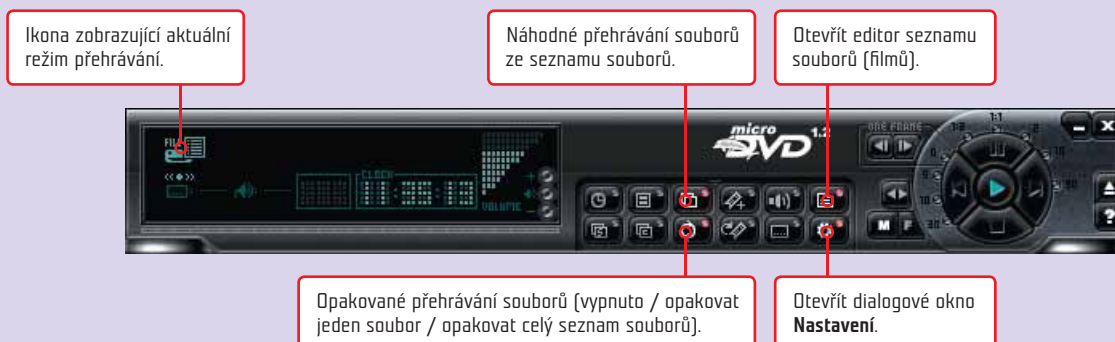 Ikona zobrazující aktuální
režim přehrávání.
Náhodné přehrávání souborů
ze seznamu souborů.
Otevřít editor seznamu
souborů (filmů).
micro
DVD 1.2
ONE FRAME
1:1
CLOCK
VOLUME
M F
?
Opakované přehrávání souborů (vypnuto / opakovat
jeden soubor / opakovat celý seznam souborů).
Otevřít dialogové okno
Nastavení.